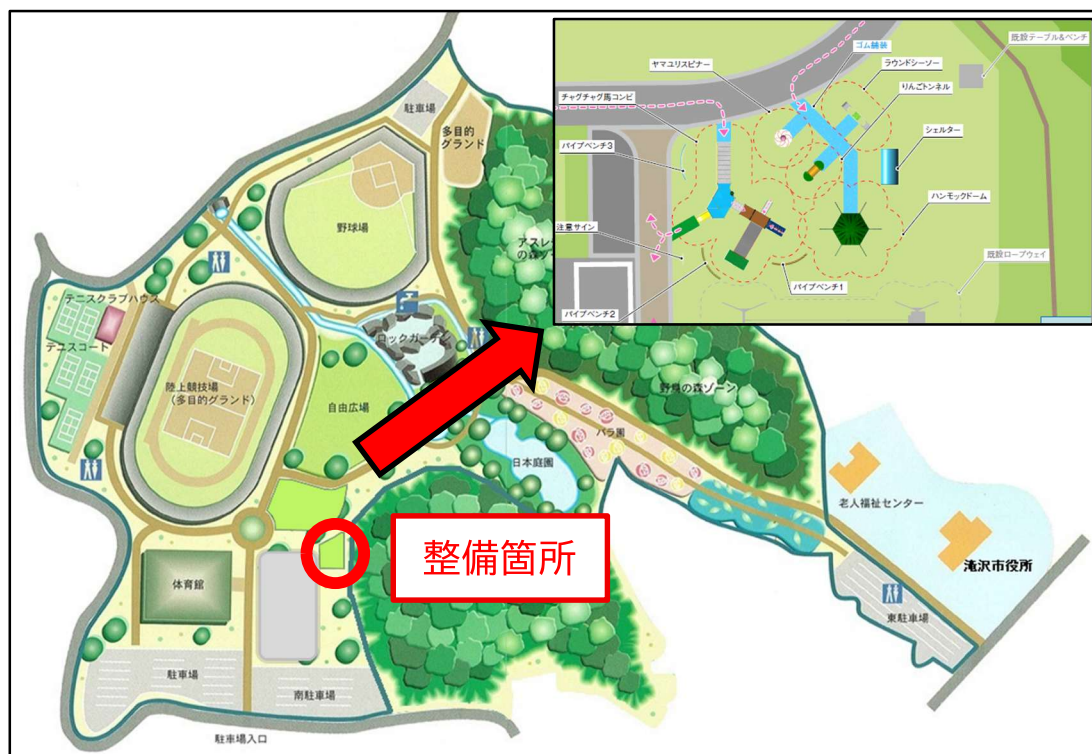 既設テーブル&ベンチ
ゴム舗装
ヤマユリスピナー
ラウンドシーソー
チャグチャグ馬コンビ
りんごトンネル
シェルター
パイプベンチ3
ハンモックドーム
注意サイン
既設ロープウェイ
パイプベンチ1
パイプベンチ2
駐車場
多目的
グランド
野球場
アスレ
の森ゾ
テニスクラブハウス
テニスコート
ロックガーデン
陸上競技場
(多目的グランド)
自由広場
野鳥の森ゾーン
バラ園
日本庭園
老人福祉センター
滝沢市役所
整備箇所
体育館
東駐車場
駐車場
南駐車場
駐車場入口